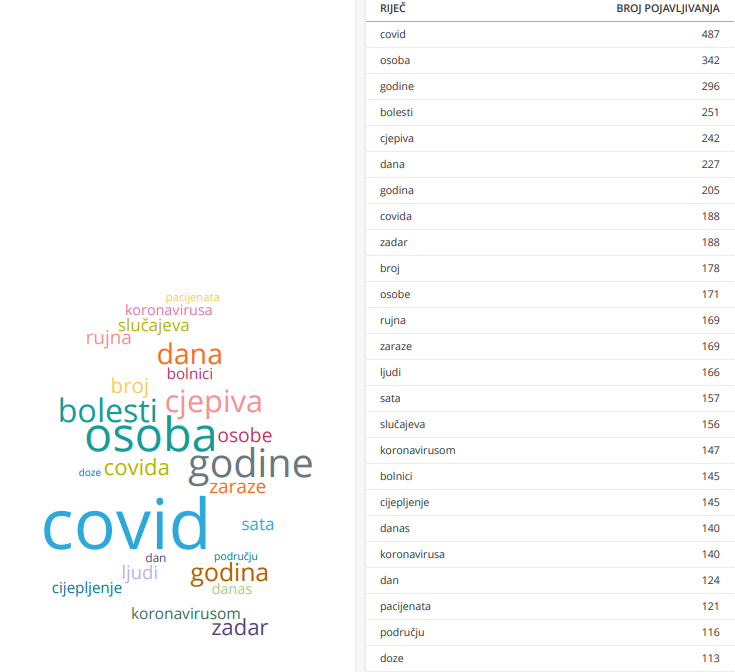 pacijenata
koronavirusa
slučajeva
rujna
dana
bolnici
broj
cjepiva
bolesti
osoba
osobe
godine
doze
covida
zaraze
covid
sata
dan
području
ljudi
godina
cijepljenje
danas
koronavirusom
zadar
RIJEČ BROJ POJAVLJIVANJA
covid 487
osoba 342
godine 296
bolesti 251
cjepiva 242
dana 227
godina 205
covida 188
zadar 188
broj 178
osobe 171
rujna 169
zaraze 169
ljudi 166
sata 157
slučajeva 156
koronavirusom 147
bolnici 145
cijepljenje 145
danas 140
koronavirusa 140
dan 124
pacijenata 121
području 116
doze 113